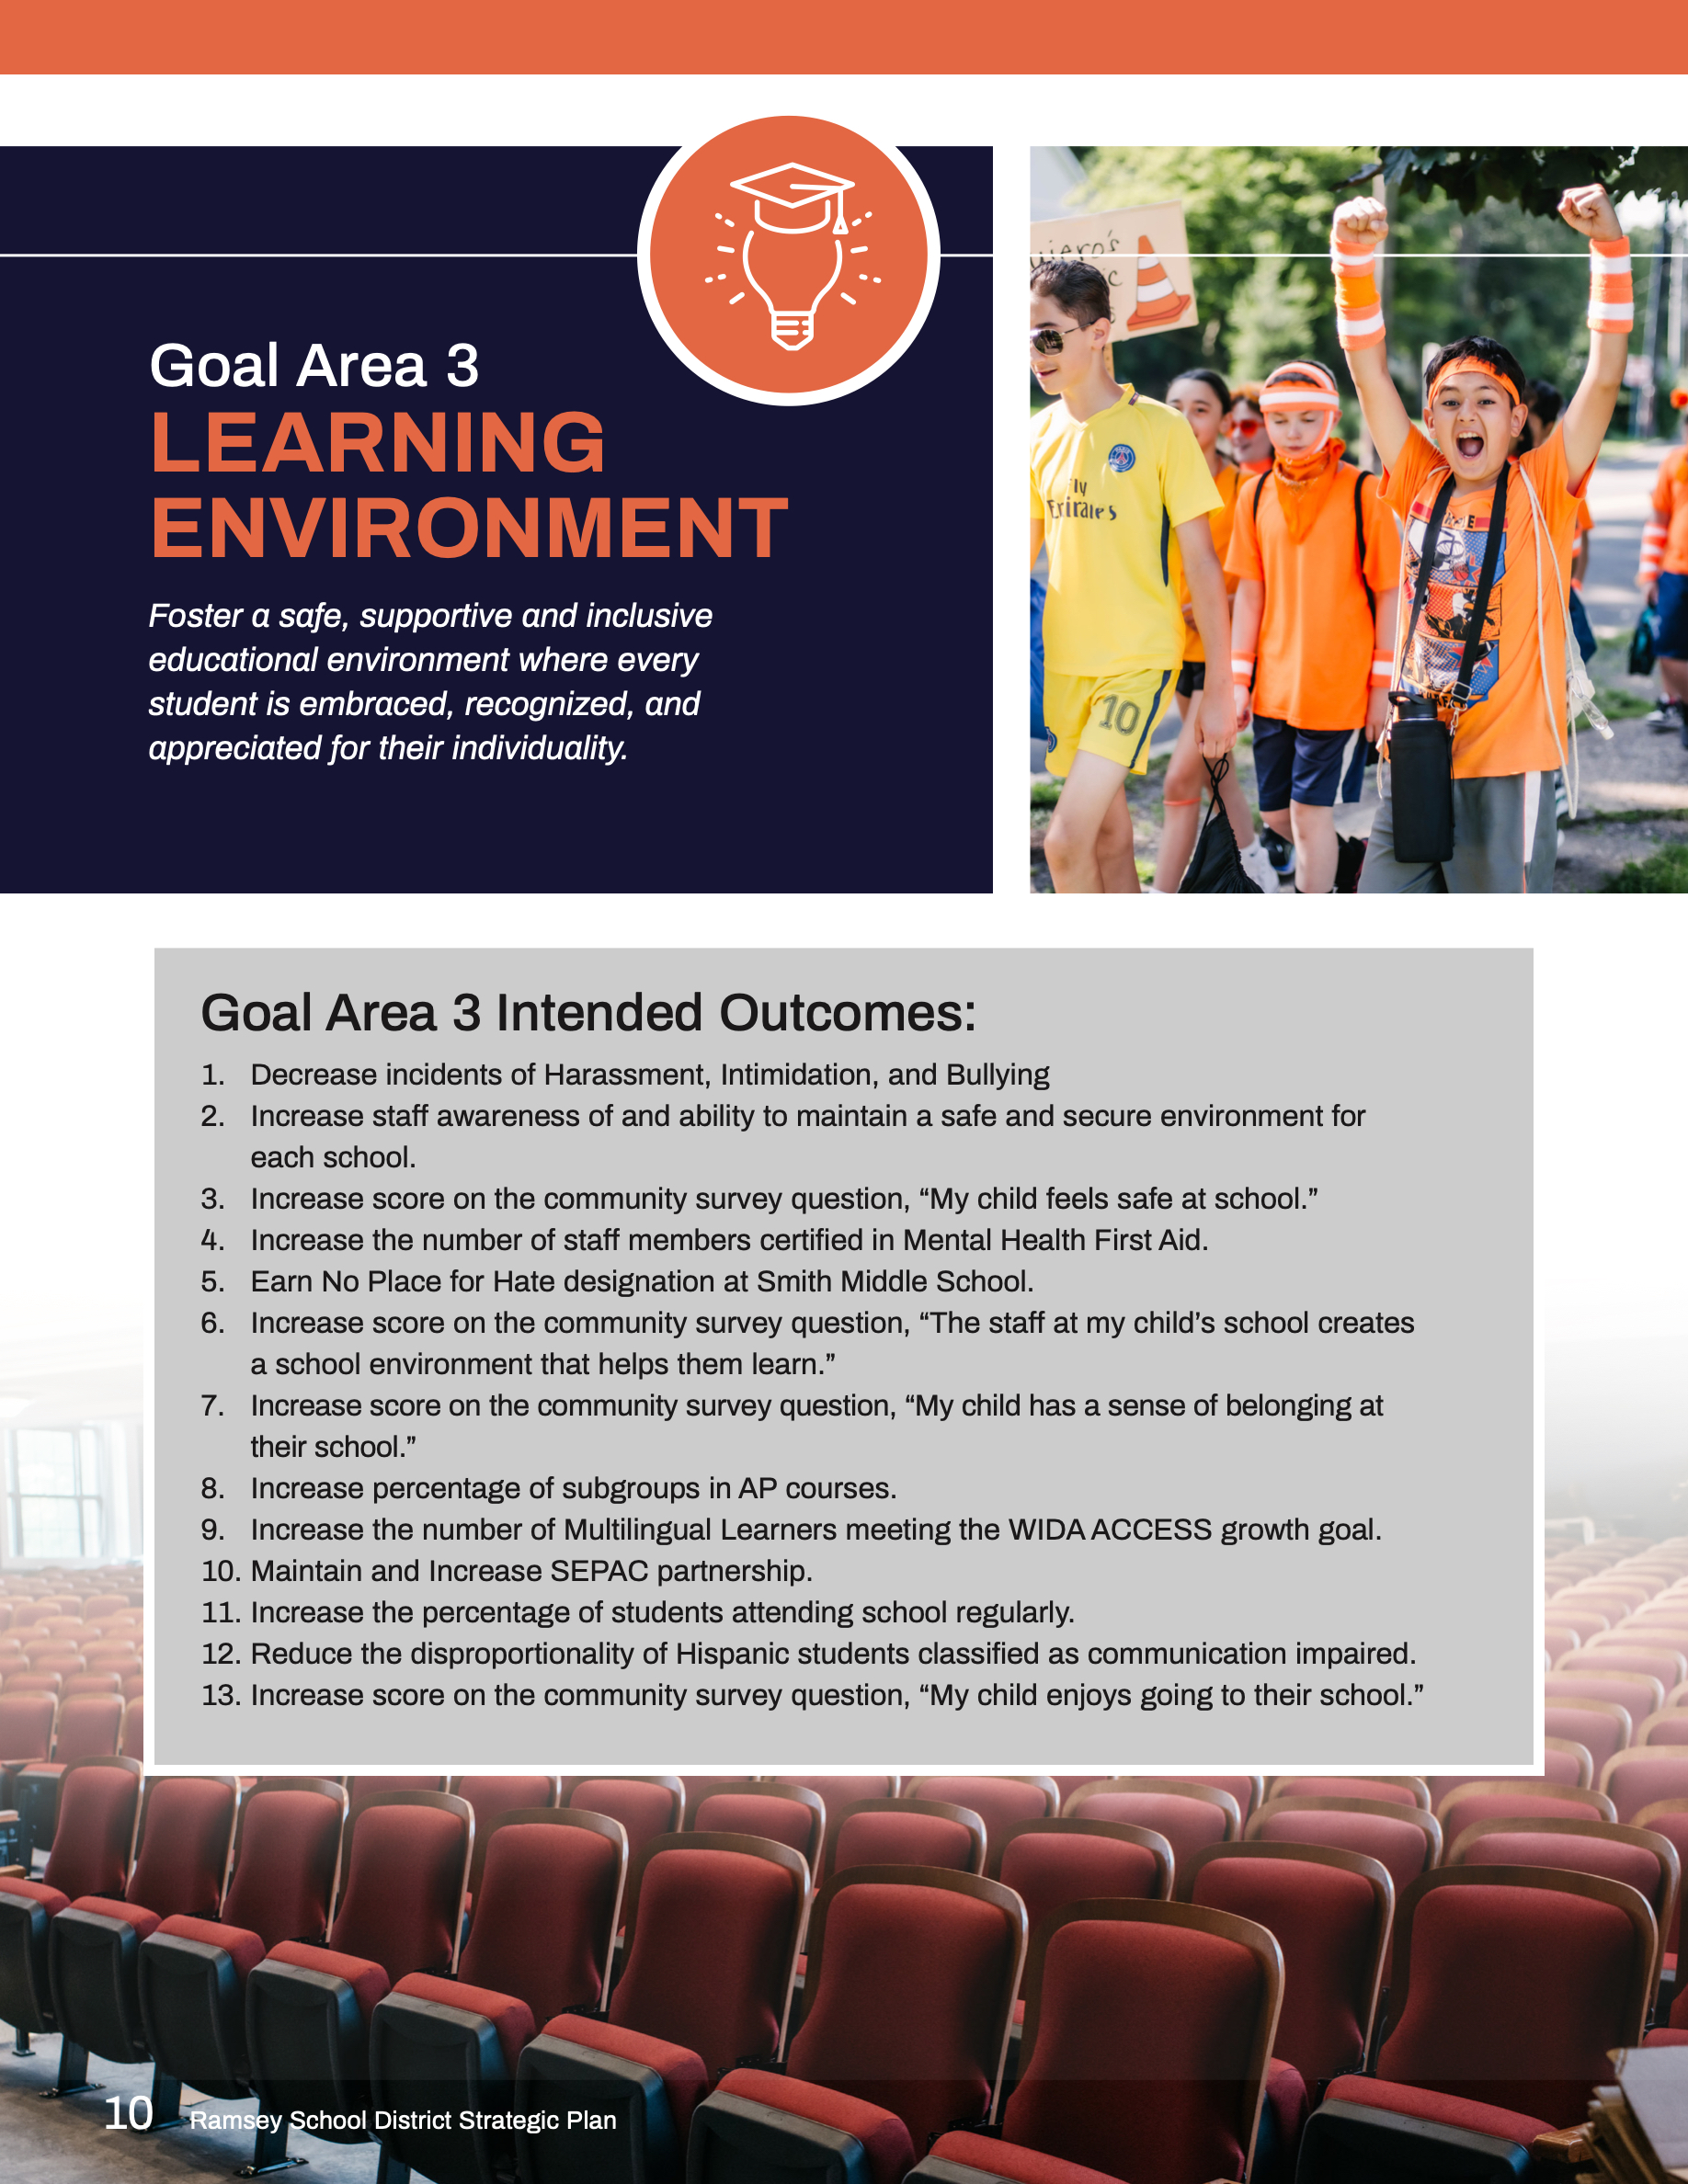 Goal Area 3
LEARNING
ENVIRONMENT
Foster a safe, supportive and inclusive
educational environment where every
student is embraced, recognized, and
appreciated for their individuality.
Fly
Emirates
10
Goal Area 3 Intended Outcomes:
1. Decrease incidents of Harassment, Intimidation, and Bullying
2. Increase staff awareness of and ability to maintain a safe and secure environment for
each school.
3. Increase score on the community survey question, “My child feels safe at school.”
4. Increase the number of staff members certified in Mental Health First Aid.
5. Earn No Place for Hate designation at Smith Middle School.
6. Increase score on the community survey question, “The staff at my child’s school creates
a school environment that helps them learn.”
7. Increase score on the community survey question, “My child has a sense of belonging at
their school.”
8. Increase percentage of subgroups in AP courses.
9. Increase the number of Multilingual Learners meeting the WIDA ACCESS growth goal.
10. Maintain and Increase SEPAC partnership.
11. Increase the percentage of students attending school regularly.
12. Reduce the disproportionality of Hispanic students classified as communication impaired.
13. Increase score on the community survey question, “My child enjoys going to their school.”
10 Ramsey School District Strategic Plan